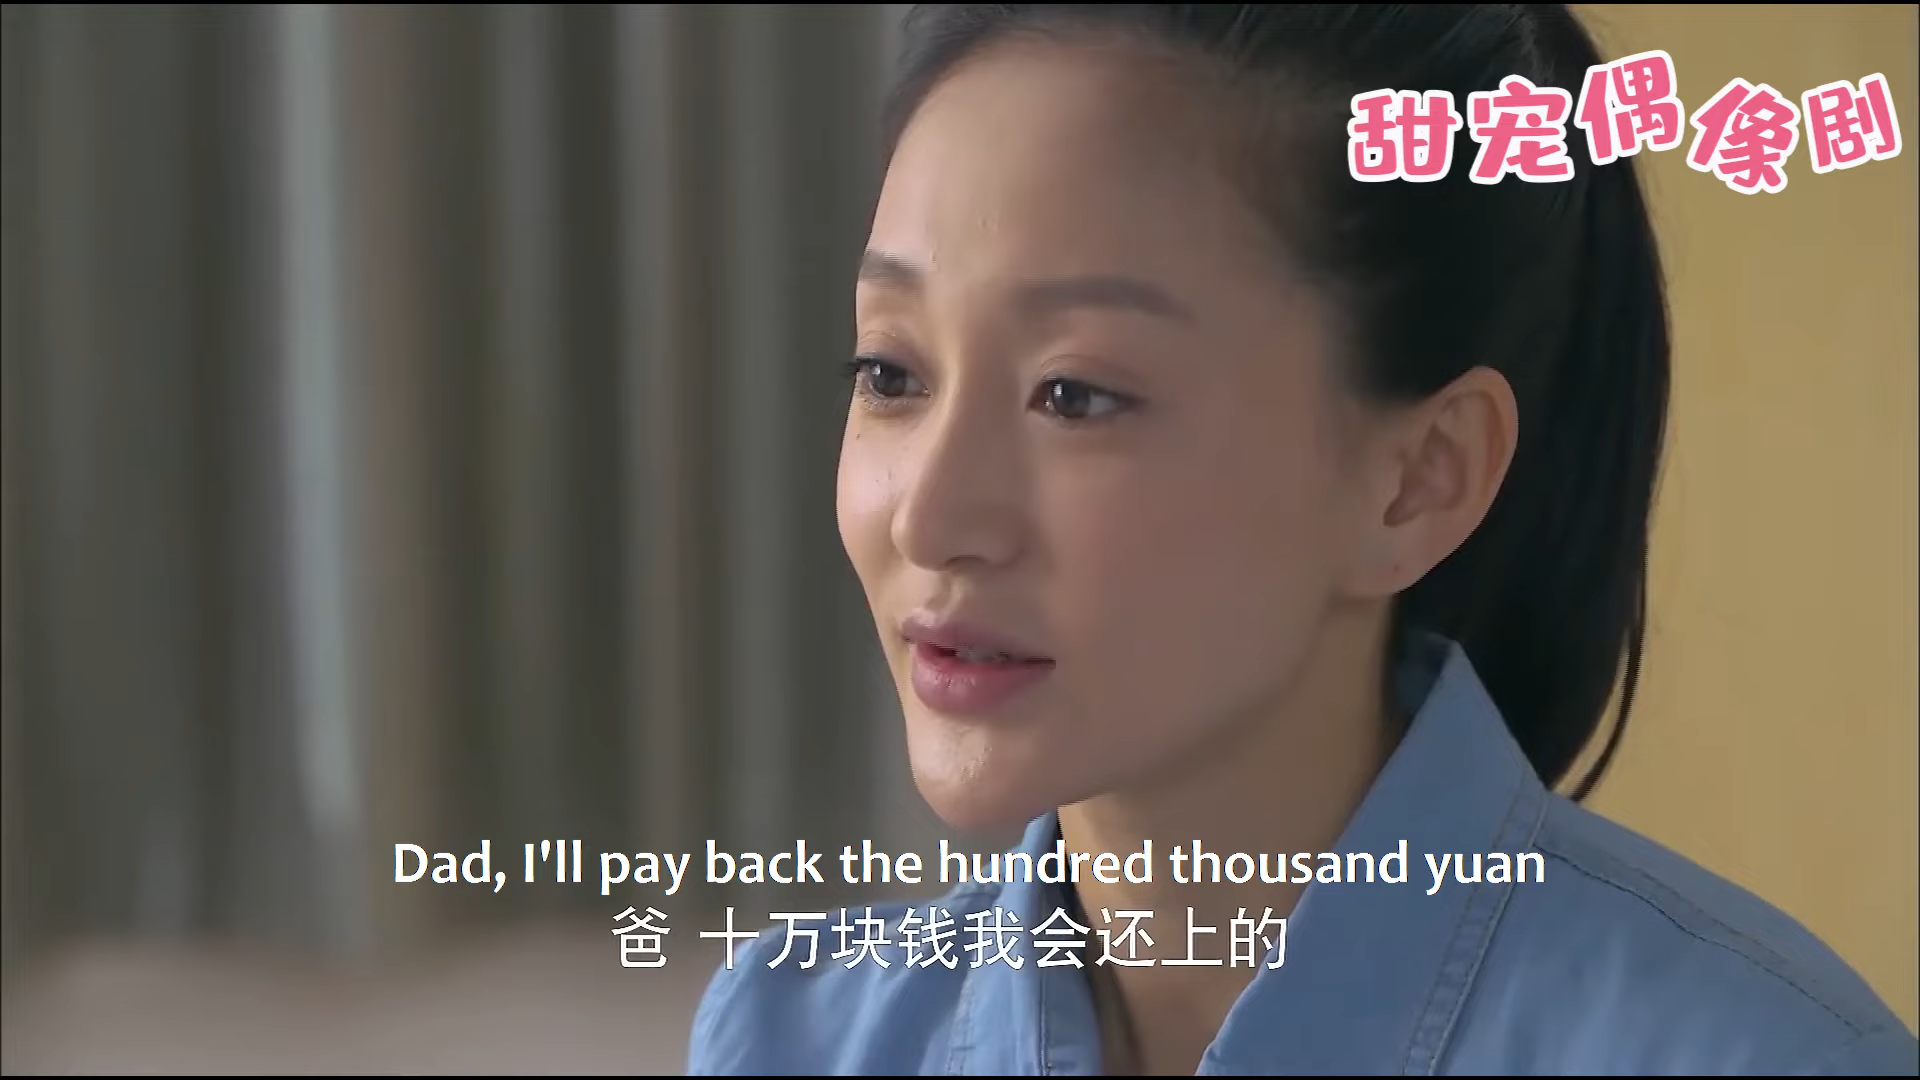 甜宠偶像剧
Dad, I'll pay back the hundred thousand yuan
爸 十万块钱我会还上的